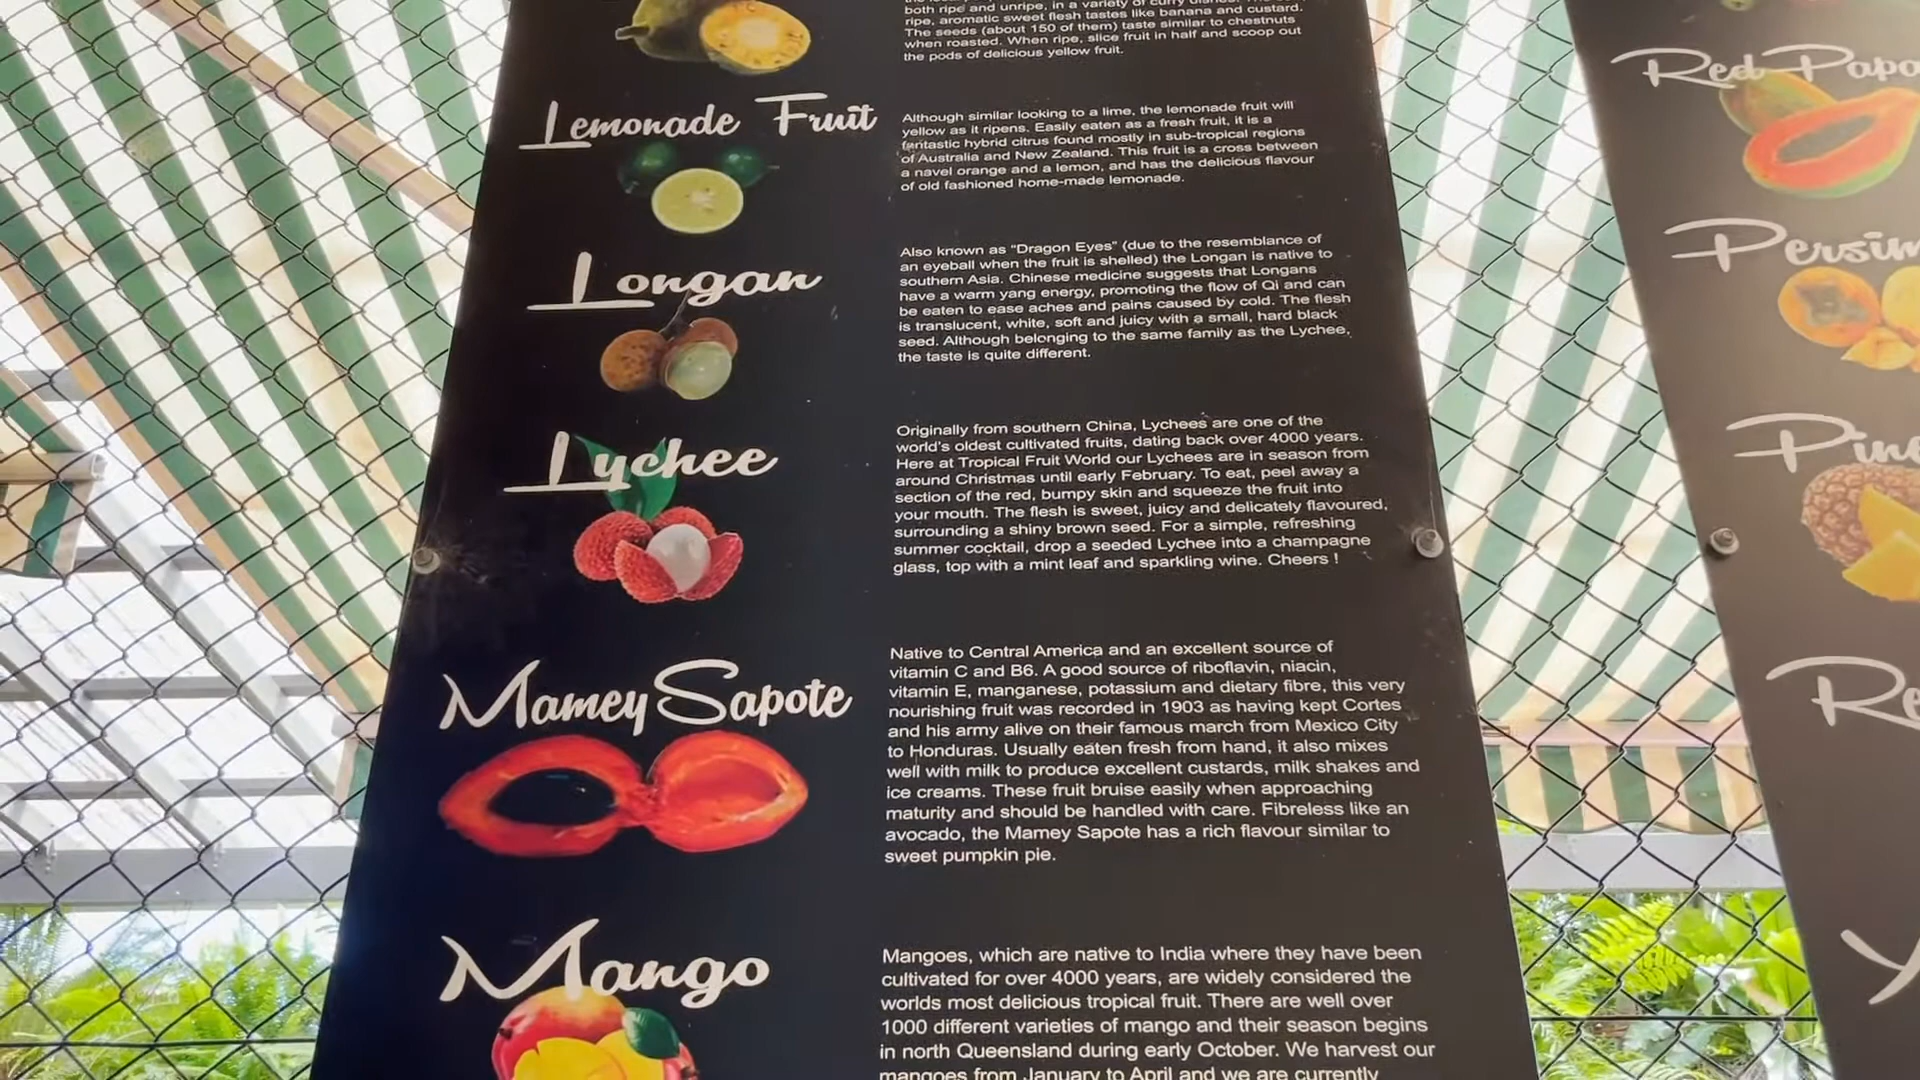 both ripe and unripe, in a variety of curry dishes. The
ripe, aromatic sweet flesh tastes like banana and custard.
The seeds (about 150 of them) taste similar to chestnuts
when roasted. When ripe, slice fruit in half and scoop out
the pods of delicious yellow fruit.
Lemonade Fruit
Although similar looking to a lime, the lemonade fruit will
yellow as it ripens. Easily eaten as a fresh fruit, it is a
fantastic hybrid citrus found mostly in sub-tropical regions
of Australia and New Zealand. This fruit is a cross between
a navel orange and a lemon, and has the delicious flavour
of old fashioned home-made lemonade.
Longan
Also known as "Dragon Eyes" (due to the resemblance of
an eyeball when the fruit is shelled) the Longan is native to
southern Asia. Chinese medicine suggests that Longans
have a warm yang energy, promoting the flow of Qi and can
be eaten to ease aches and pains caused by cold. The flesh
is translucent, white, soft and juicy with a small, hard black
seed. Although belonging to the same family as the Lychee,
the taste is quite different.
Lychee
Originally from southern China, Lychees are one of the
world's oldest cultivated fruits, dating back over 4000 years.
Here at Tropical Fruit World our Lychees are in season from
around Christmas until early February. To eat, peel away a
section of the red, bumpy skin and squeeze the fruit into
your mouth. The flesh is sweet, juicy and delicately flavoured,
surrounding a shiny brown seed. For a simple, refreshing
summer cocktail, drop a seeded Lychee into a champagne
glass, top with a mint leaf and sparkling wine. Cheers !
Mamey Sapote
Native to Central America and an excellent source of
vitamin C and B6. A good source of riboflavin, niacin,
vitamin E, manganese, potassium and dietary fibre, this very
nourishing fruit was recorded in 1903 as having kept Cortes
and his army alive on their famous march from Mexico City
to Honduras. Usually eaten fresh from hand, it also mixes
well with milk to produce excellent custards, milk shakes and
ice creams. These fruit bruise easily when approaching
maturity and should be handled with care. Fibreless like an
avocado, the Mamey Sapote has a rich flavour similar to
sweet pumpkin pie.
Mango
Mangoes, which are native to India where they have been
cultivated for over 4000 years, are widely considered the
worlds most delicious tropical fruit. There are well over
1000 different varieties of mango and their season begins
in north Queensland during early October. We harvest our
mangoes from January to April and we are currently
Red Papa
Persim
Pine
Re